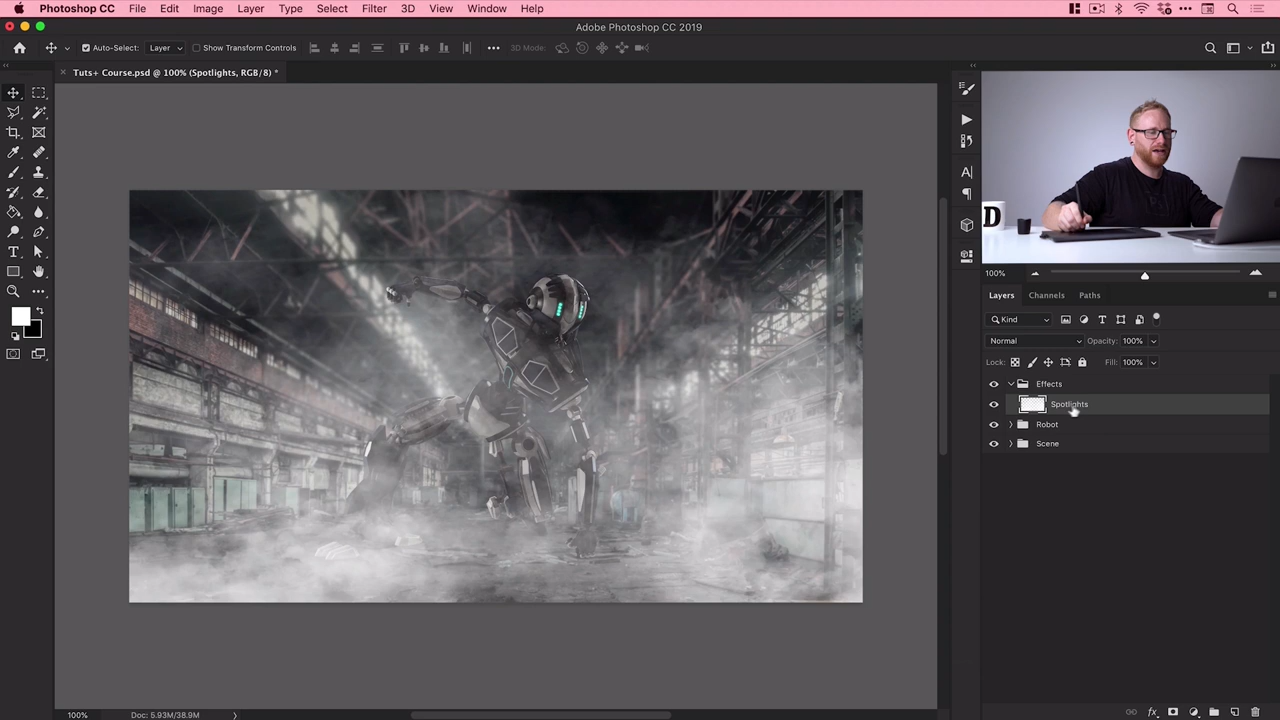 Photoshop CC File Edit Image Layer Type Select Filter 3D View Window Help
Adobe Photoshop CC 2019
Auto-Select: Layer Show Transform Controls 3D Mode:
Tuts+ Course.psd @ 100% (Spotlights, RGB/8) *
D
100%
Layers Channels Paths
Kind
Normal Opacity: 100%
Lock: Fill: 100%
Effects
Spotlights
Robot
Scene
100% Doc: 5.93M/38.9M
fx